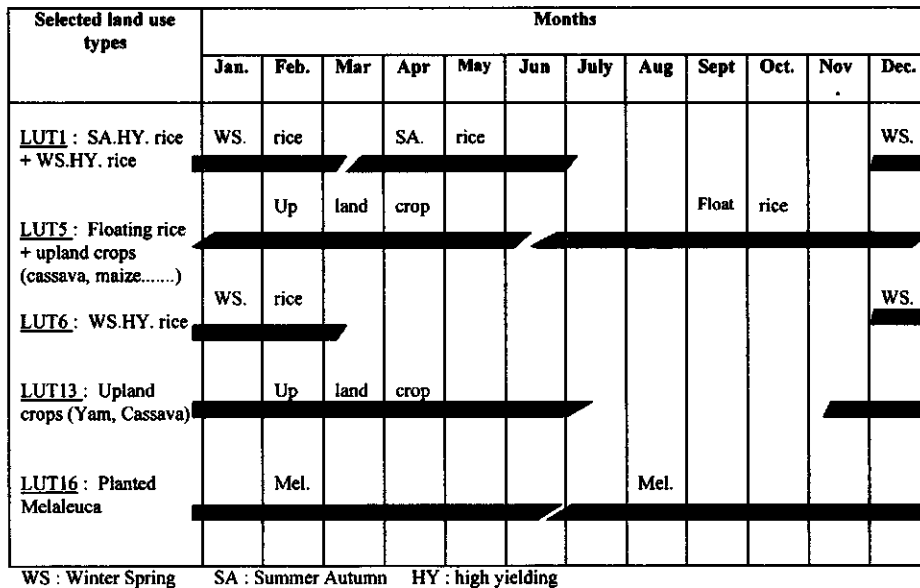 Selected land use types Months
Jan. Feb. Mar Apr May Jun July Aug Sept Oct. Nov Dec.
LUT1 : SA.HY. rice WS. rice SA. rice WS.
+ WS.HY. rice
Up land crop Float rice
LUT5 : Floating rice
+ upland crops
(cassava, maize.......)
WS. rice WS.
LUT6 : WS.HY. rice
LUT13 : Upland Up land crop
crops (Yam, Cassava)
LUT16 : Planted Mel. Mel.
Melaleuca
WS : Winter Spring SA : Summer Autumn HY : high yielding